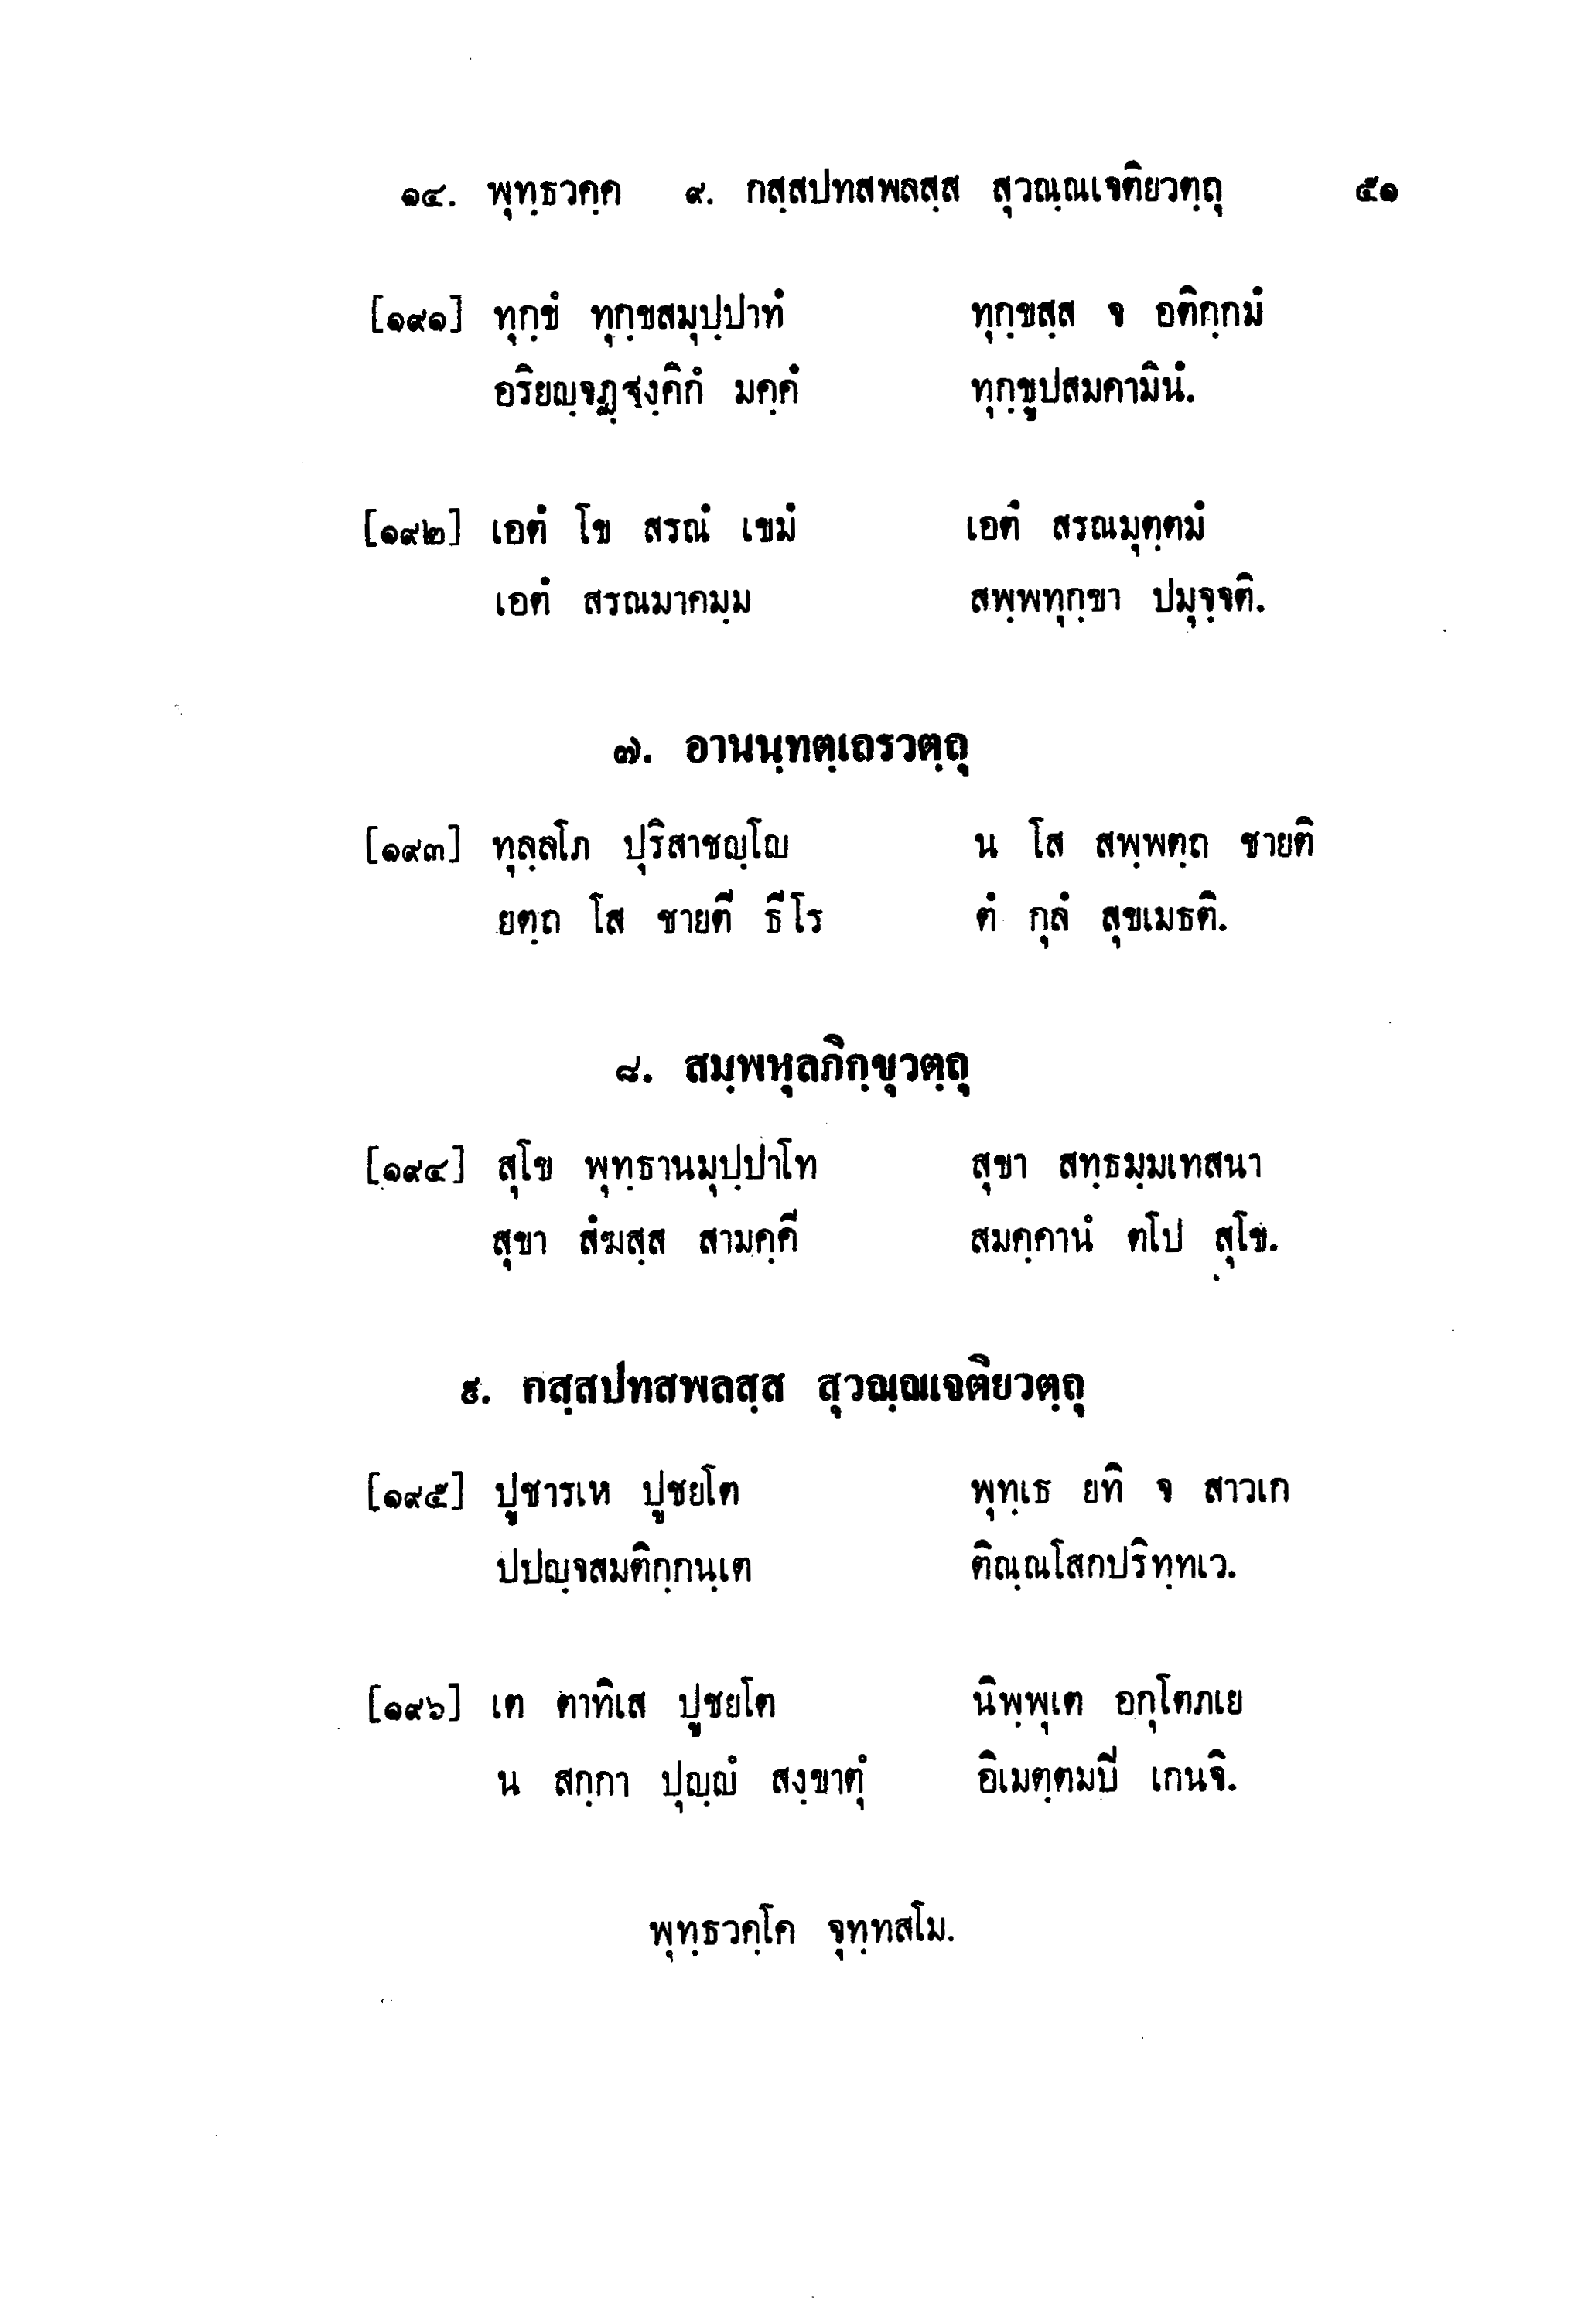 ๑๔. พุทฺธวคฺค ๙. กสฺสปทสพลสฺส สุวณฺณเจติยวตฺถุ ๕๑
[๑๙๑] ทุกฺขํ ทุกฺขสมุปฺปาทํ ทุกฺขสฺส จ อติกฺกมํ
อริยญฺจฏฺฐงฺคิกํ มคฺคํ ทุกฺขูปสมคามินํ.
[๑๙๒] เอตํ โข สรณํ เขมํ เอตํ สรณมุตฺตมํ
เอตํ สรณมาคมฺม สพฺพทุกฺขา ปมุจฺจติ.
๗. อานนฺทตฺเถรวตฺถุ
[๑๙๓] ทุลฺลโภ ปุริสาชญฺโญ น โส สพฺพตฺถ ชายติ
ยตฺถ โส ชายตี ธีโร ตํ กุลํ สุขเมธติ.
๘. สมฺพหุลภิกฺขุวตฺถุ
[๑๙๔] สุโข พุทฺธานมุปฺปาโท สุขา สทฺธมฺมเทสนา
สุขา สํฆสฺส สามคฺคี สมคฺคานํ ตโป สุโข.
๙. กสฺสปทสพลสฺส สุวณฺณเจติยวตฺถุ
[๑๙๕] ปูชารเห ปูชยโต พุทฺเธ ยทิ จ สาวเก
ปปญฺจสมติกฺกนฺเต ติณฺณโสกปริทฺทเว.
[๑๙๖] เต ตาทิเส ปูชยโต นิพฺพุเต อกุโตภเย
น สกฺกา ปุญฺญํ สงฺขาตุํ อิเมตฺตมปี เกนจิ.
พุทฺธวคฺโค จุทฺทสโม.